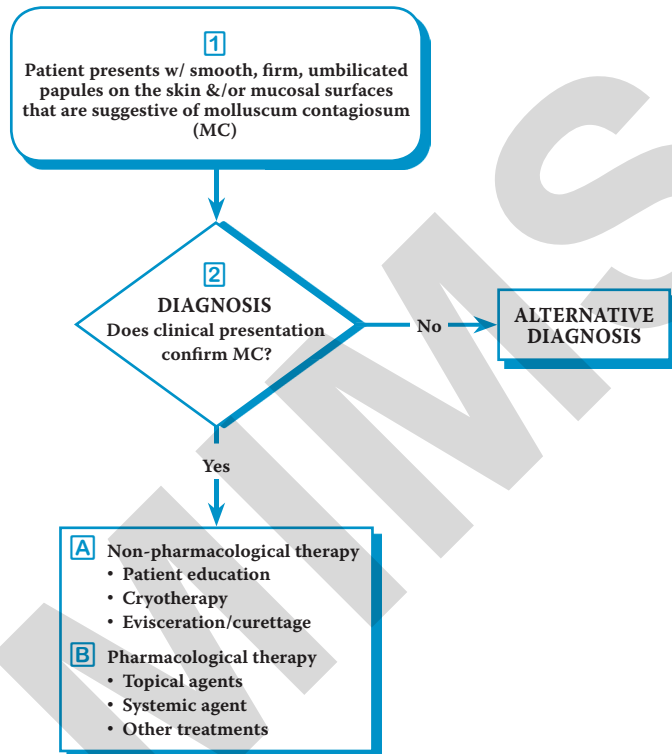 1
Patient presents w/ smooth, firm, umbilicated
papules on the skin &/or mucosal surfaces
that are suggestive of molluscum contagiosum
(MC)
2
DIAGNOSIS
Does clinical presentation
confirm MC?
No
ALTERNATIVE
DIAGNOSIS
Yes
A Non-pharmacological therapy
• Patient education
• Cryotherapy
• Evisceration/curettage
B Pharmacological therapy
• Topical agents
• Systemic agent
• Other treatments
MIMS